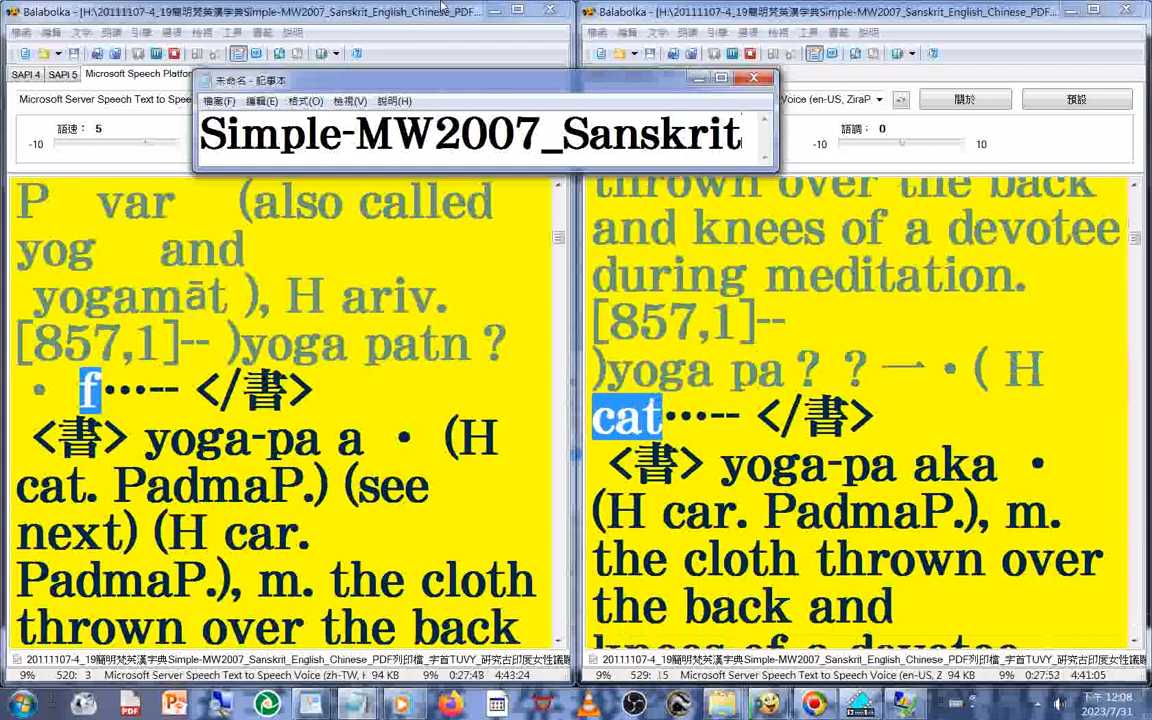 Balabolka - [H:\20111107-4_19簡明梵英漢字典Simple-MW2007_Sanskrit_English_Chinese_PDF...
Balabolka - [H:\20111107-4_19簡明梵英漢字典Simple-MW2007_Sanskrit_English_Chinese_PDF...
SAPI 4 SAPI 5 Microsoft Speech Platfo
未命名 - 記事本
檔案(F) 編輯(E) 格式(O) 檢視(V) 說明(H)
Simple-MW2007_Sanskrit
Microsoft Server Speech Text to Spee
Voice (en-US, ZiraP 關於 預設
語速: 5
-10
語調: 0
-10 10
P var (also called
yog and
yogamāt ), H ariv.
[857,1]-- )yoga patn ?
• f…-- </書>
<書> yoga-pa a • (H
cat. PadmaP.) (see
next) (H car.
PadmaP.), m. the cloth
thrown over the back
thrown over the back
and knees of a devotee
during meditation.
[857,1]--
)yoga pa? ? 一 • ( H
cat…-- </書>
<書> yoga-pa aka •
(H car. PadmaP.), m.
the cloth thrown over
the back and
knees of a devotee
20111107-4_19簡明梵英漢字典Simple-MW2007_Sanskrit_English_Chinese_PDF列印檔_字首TUVY_研究古印度女性議題
20111107-4_19簡明梵英漢字典Simple-MW2007_Sanskrit_English_Chinese_PDF列印檔_字首TUVY_研究古印度女性議題
9% 520: 3 Microsoft Server Speech Text to Speech Voice (zh-TW, H 94 KB 0:27:43 4:43:24
9% 529: 15 Microsoft Server Speech Text to Speech Voice (en-US, Z 94 KB 0:27:52 4:41:05
下午 12:08
2023/7/31